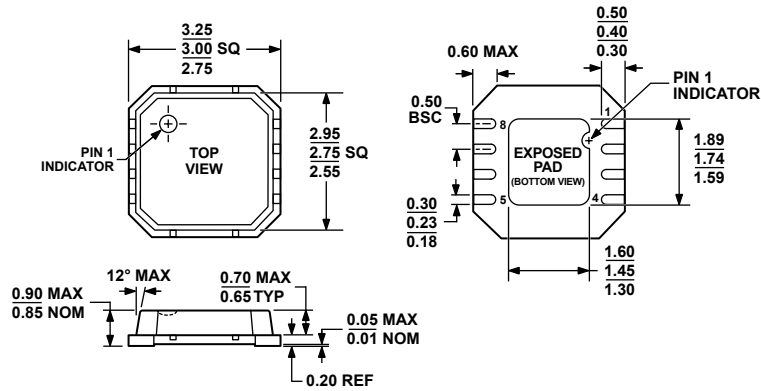 3.25
3.00 SQ
2.75
2.95
2.75 SQ
2.55
PIN 1
INDICATOR
TOP
VIEW
0.60 MAX
0.50
0.40
0.30
PIN 1
INDICATOR
0.50
BSC
8
1
EXPOSED
PAD
(BOTTOM VIEW)
5
4
1.89
1.74
1.59
0.30
0.23
0.18
1.60
1.45
1.30
12° MAX
0.90 MAX
0.85 NOM
0.70 MAX
0.65 TYP
0.05 MAX
0.01 NOM
0.20 REF